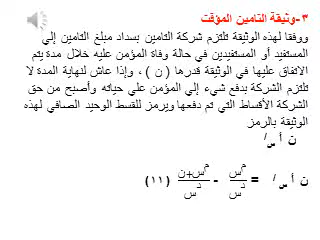 ٣-وثيقة التامين المؤقت
ووفقا لهذه الوثيقة تلتزم شركة التامين بسداد مبلغ التامين إلي
المستفيد أو المستفيدين في حالة وفاة المؤمن عليه خلال مدة يتم
الاتفاق عليها في الوثيقة قدرها ( ن ) ، وإذا عاش لنهاية المدة لا
تلتزم الشركة بدفع شيء إلي المؤمن علي حياته وأصبح من حق
الشركة الأقساط التي تم دفعها ويرمز للقسط الوحيد الصافي لهذه
الوثيقة بالرمز
ن أ س/
ن أ س/ = م س / د س - م س+ن / د س (١١)